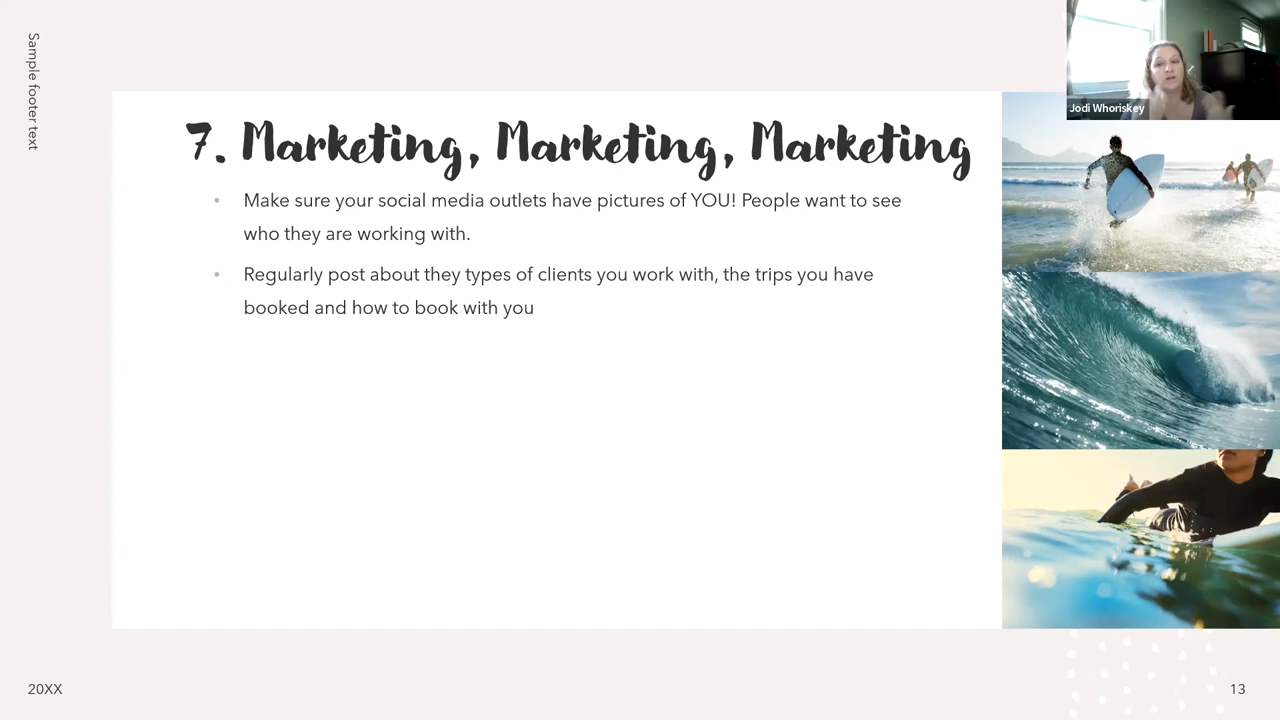 Sample footer text
Jodi Whoriskey
7. Marketing, Marketing, Marketing
• Make sure your social media outlets have pictures of YOU! People want to see
who they are working with.
• Regularly post about they types of clients you work with, the trips you have
booked and how to book with you
20XX
13